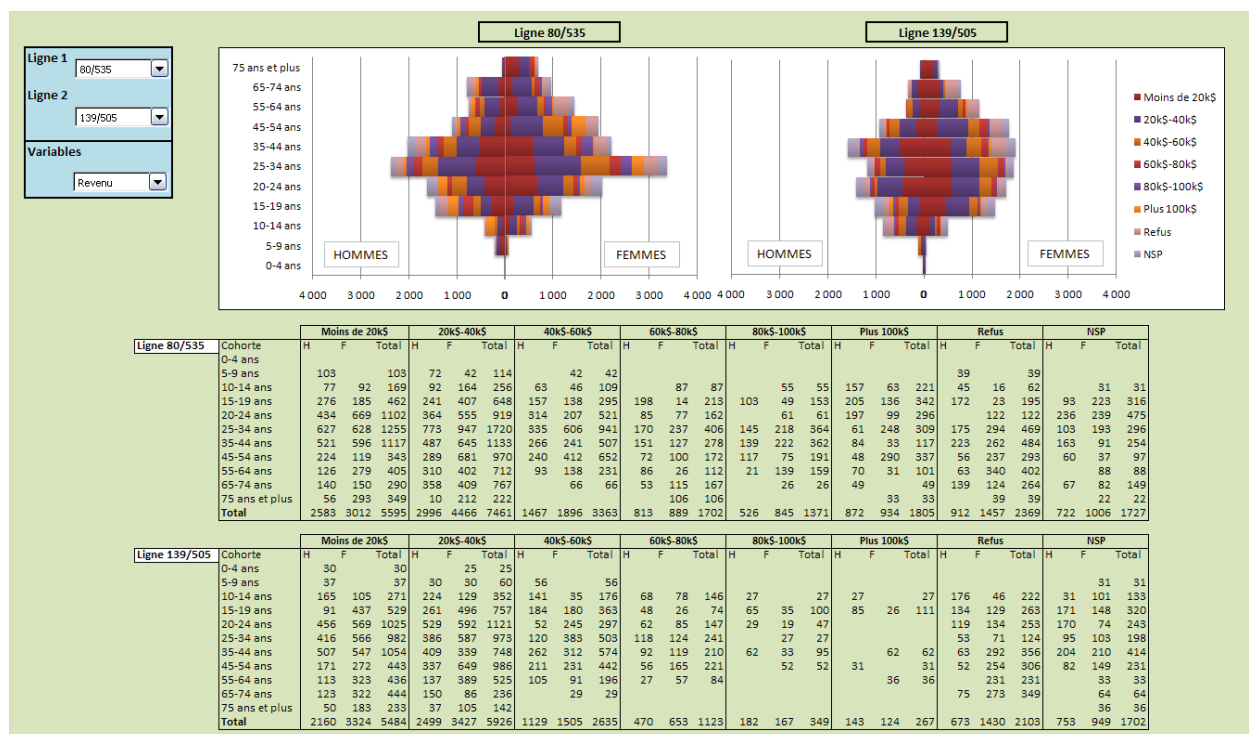 Ligne 80/535 Ligne 139/505
Ligne 1
80/535
Ligne 2
139/505
Variables
Revenu
75 ans et plus
65-74 ans
55-64 ans
45-54 ans
35-44 ans
25-34 ans
20-24 ans
15-19 ans
10-14 ans
5-9 ans
0-4 ans
HOMMES FEMMES HOMMES FEMMES
4 000 3 000 2 000 1 000 0 1 000 2 000 3 000 4 000 4 000 3 000 2 000 1 000 0 1 000 2 000 3 000 4 000
Moins de 20k$
20k$-40k$
40k$-60k$
60k$-80k$
80k$-100k$
Plus 100k$
Refus
NSP
Moins de 20k$ 20k$-40k$ 40k$-60k$ 60k$-80k$ 80k$-100k$ Plus 100k$ Refus NSP
Ligne 80/535 Cohorte H F Total H F Total H F Total H F Total H F Total H F Total H F Total H F Total
0-4 ans
5-9 ans 103 103 72 42 114 42 42 39 39
10-14 ans 77 92 169 92 164 256 63 46 109 87 87 55 55 157 63 221 45 16 62 31 31
15-19 ans 276 185 462 241 407 648 157 138 295 198 14 213 103 49 153 205 136 342 172 23 195 93 223 316
20-24 ans 434 669 1102 364 555 919 314 207 521 85 77 162 61 61 197 99 296 122 122 236 239 475
25-34 ans 627 628 1255 773 947 1720 335 606 941 170 237 406 145 218 364 61 248 309 175 294 469 103 193 296
35-44 ans 521 596 1117 487 645 1133 266 241 507 151 127 278 139 222 362 84 33 117 223 262 484 163 91 254
45-54 ans 224 119 343 289 681 970 240 412 652 72 100 172 117 75 191 48 290 337 56 237 293 60 37 97
55-64 ans 126 279 405 310 402 712 93 138 231 86 26 112 21 139 159 70 31 101 63 340 402 88 88
65-74 ans 140 150 290 358 409 767 66 66 53 115 167 26 26 49 49 139 124 264 67 82 149
75 ans et plus 56 293 349 10 212 222 106 106 33 33 39 39 22 22
Total 2583 3012 5595 2996 4466 7461 1467 1896 3363 813 889 1702 526 845 1371 872 934 1805 912 1457 2369 722 1006 1727
Moins de 20k$ 20k$-40k$ 40k$-60k$ 60k$-80k$ 80k$-100k$ Plus 100k$ Refus NSP
Ligne 139/505 Cohorte H F Total H F Total H F Total H F Total H F Total H F Total H F Total H F Total
0-4 ans 30 30 25 25
5-9 ans 37 37 30 30 60 56 56 31 31
10-14 ans 165 105 271 224 129 352 141 35 176 68 78 146 27 27 27 27 176 46 222 31 101 133
15-19 ans 91 437 529 261 496 757 184 180 363 48 26 74 65 35 100 85 26 111 134 129 263 171 148 320
20-24 ans 456 569 1025 529 592 1121 52 245 297 62 85 147 29 19 47 119 134 253 170 74 243
25-34 ans 416 566 982 386 587 973 120 383 503 118 124 241 27 27 53 71 124 95 103 198
35-44 ans 507 547 1054 409 339 748 262 312 574 92 119 210 62 33 95 62 62 63 292 356 204 210 414
45-54 ans 171 272 443 337 649 986 211 231 442 56 165 221 52 52 31 31 52 254 306 82 149 231
55-64 ans 113 323 436 137 389 525 105 91 196 27 57 84 36 36 231 231 33 33
65-74 ans 123 322 444 150 86 236 29 29 75 273 349 64 64
75 ans et plus 50 183 233 37 105 142 36 36
Total 2160 3324 5484 2499 3427 5926 1129 1505 2635 470 653 1123 182 167 349 143 124 267 673 1430 2103 753 949 1702